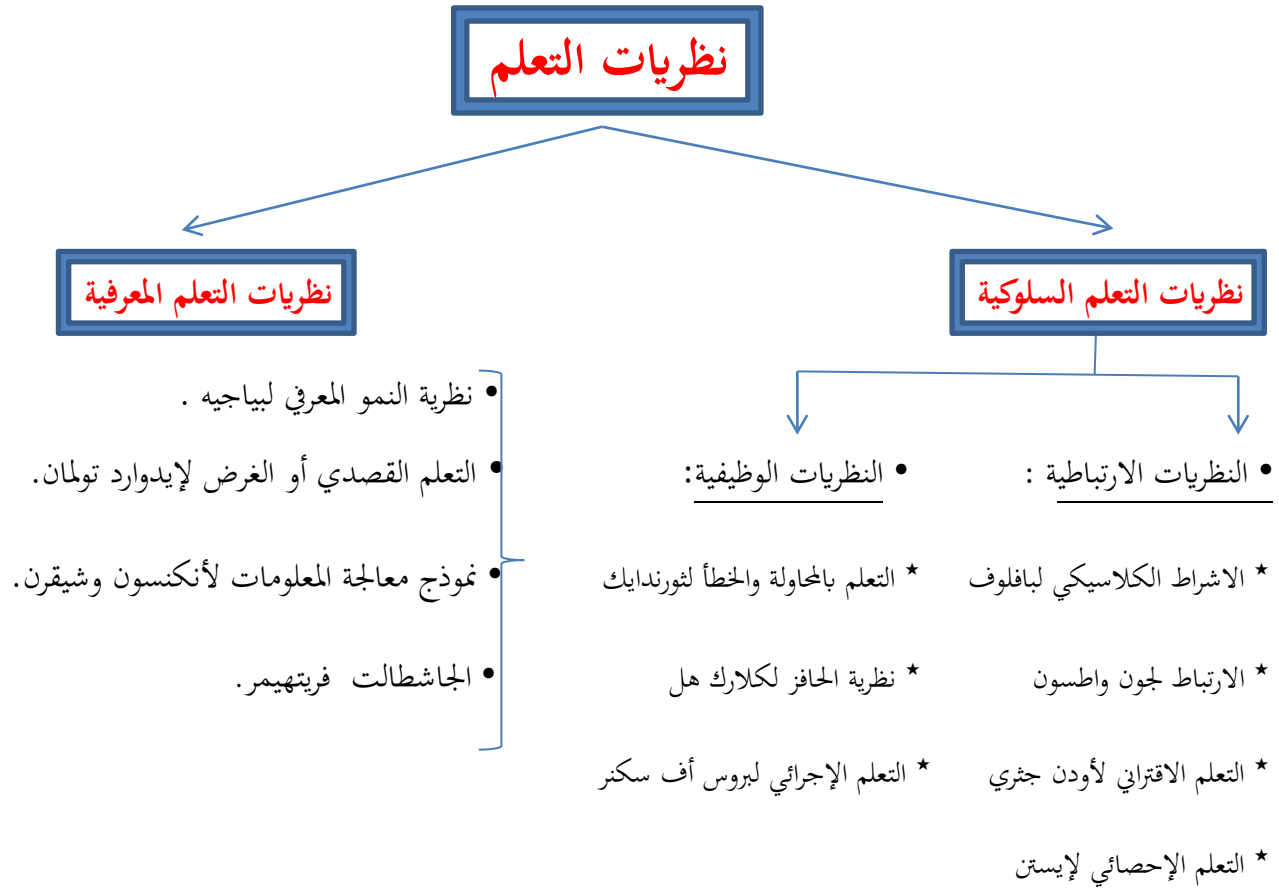 نظريات التعلم
نظريات التعلم السلوكية
نظريات التعلم المعرفية
• النظريات الارتباطية :
* الاشراط الكلاسيكي لبافلوف
* الارتباط لجون واطسون
* التعلم الاقتراني لأودن جثري
* التعلم الإحصائي لإيستن
• النظريات الوظيفية:
* التعلم بالمحاولة والخطأ لثورندايك
* نظرية الحافز لكلارك هل
* التعلم الإجرائي لبروس أف سكنر
• نظرية النمو المعرفي لبياجيه .
• التعلم القصدي أو الغرض لإيدوارد تولمان.
• نموذج معالجة المعلومات لأنكنسون وشيقرن.
• الجاشطالت فريتهيمر.